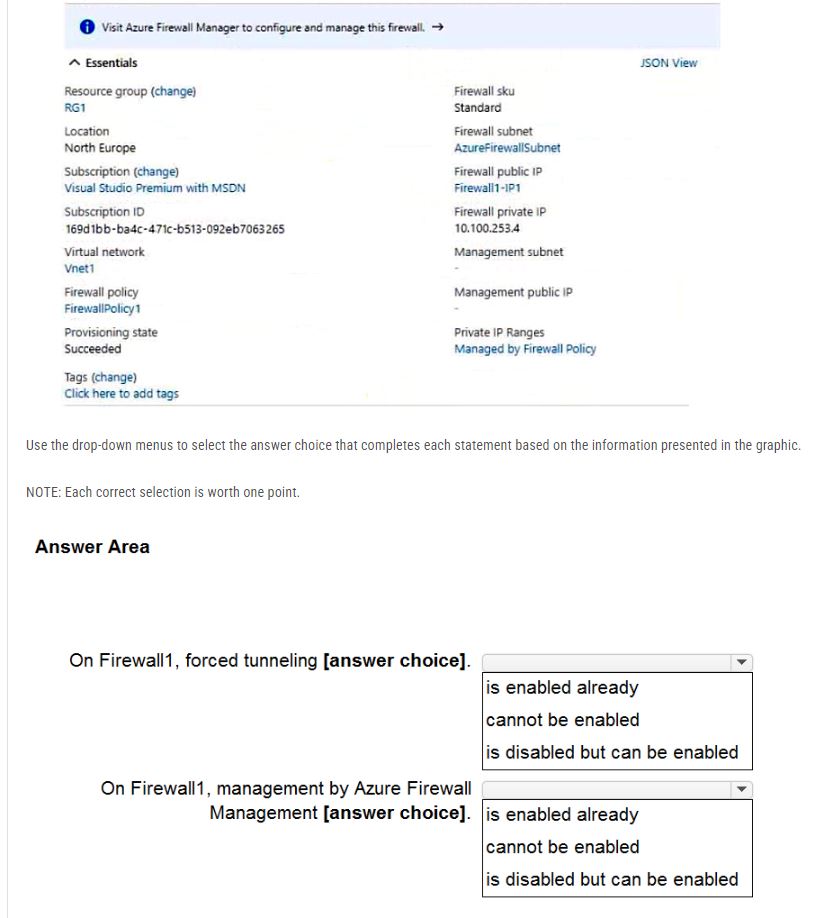 Visit Azure Firewall Manager to configure and manage this firewall. →
Essentials
JSON View
Resource group (change)
RG1
Firewall sku
Standard
Location
North Europe
Firewall subnet
AzureFirewallSubnet
Subscription (change)
Visual Studio Premium with MSDN
Firewall public IP
Firewall1-IP1
Subscription ID
169d1bb-ba4c-471c-b513-092eb7063265
Firewall private IP
10.100.253.4
Virtual network
Vnet1
Management subnet
-
Firewall policy
FirewallPolicy1
Management public IP
-
Provisioning state
Succeeded
Private IP Ranges
Managed by Firewall Policy
Tags (change)
Click here to add tags
Use the drop-down menus to select the answer choice that completes each statement based on the information presented in the graphic.
NOTE: Each correct selection is worth one point.
Answer Area
On Firewall1, forced tunneling [answer choice].
is enabled already
cannot be enabled
is disabled but can be enabled
On Firewall1, management by Azure Firewall
Management [answer choice].
is enabled already
cannot be enabled
is disabled but can be enabled